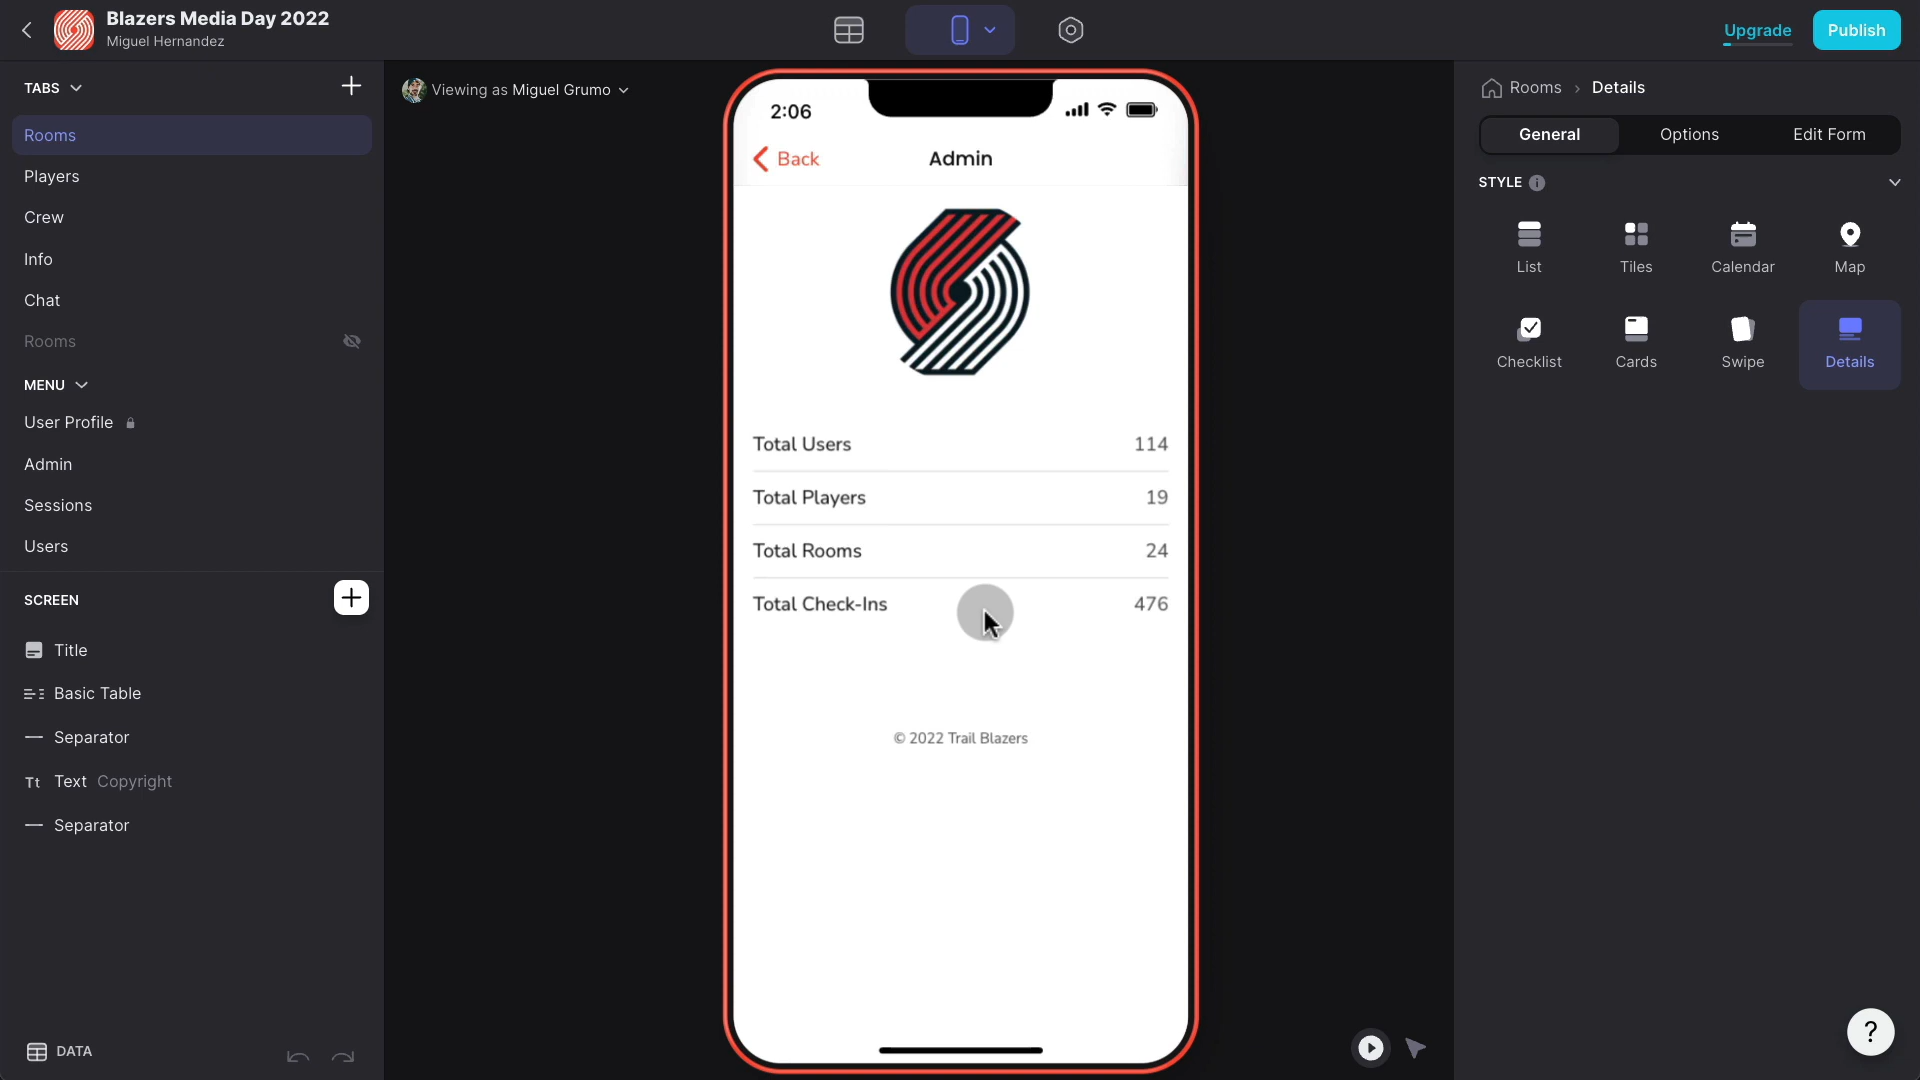 Blazers Media Day 2022
Miguel Hernandez
Upgrade
Publish
TABS
Rooms
Players
Crew
Info
Chat
Rooms
MENU
User Profile
Admin
Sessions
Users
SCREEN
Title
Basic Table
Separator
Tt Text Copyright
Separator
DATA
Viewing as Miguel Grumo
2:06
Back
Admin
Total Users 114
Total Players 19
Total Rooms 24
Total Check-Ins 476
© 2022 Trail Blazers
Rooms › Details
General Options Edit Form
STYLE i
List Tiles Calendar Map
Checklist Cards Swipe Details
?